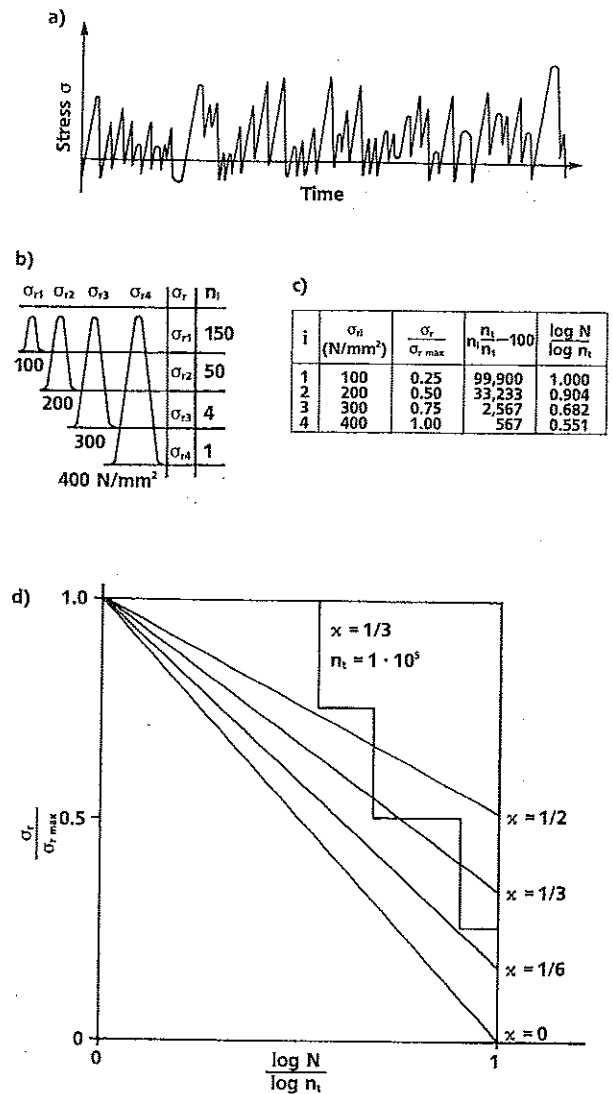 a)
Stress σ
Time
b)
σr1 σr2 σr3 σr4 σr ni
σr1 150
100
σr2 50
200
σr3 4
300
σr4 1
400 N/mm²
c)
i σri (N/mm²) σr/σr max ni nt/nt −100 log N/log nt
1 100 0.25 99,900 1.000
2 200 0.50 33,233 0.904
3 300 0.75 2,567 0.682
4 400 1.00 567 0.551
d)
1.0
ϰ = 1/3
nt = 1 · 10⁵
σr/σr max
0.5
ϰ = 1/2
ϰ = 1/3
ϰ = 1/6
ϰ = 0
0
0
log N/log nt
1